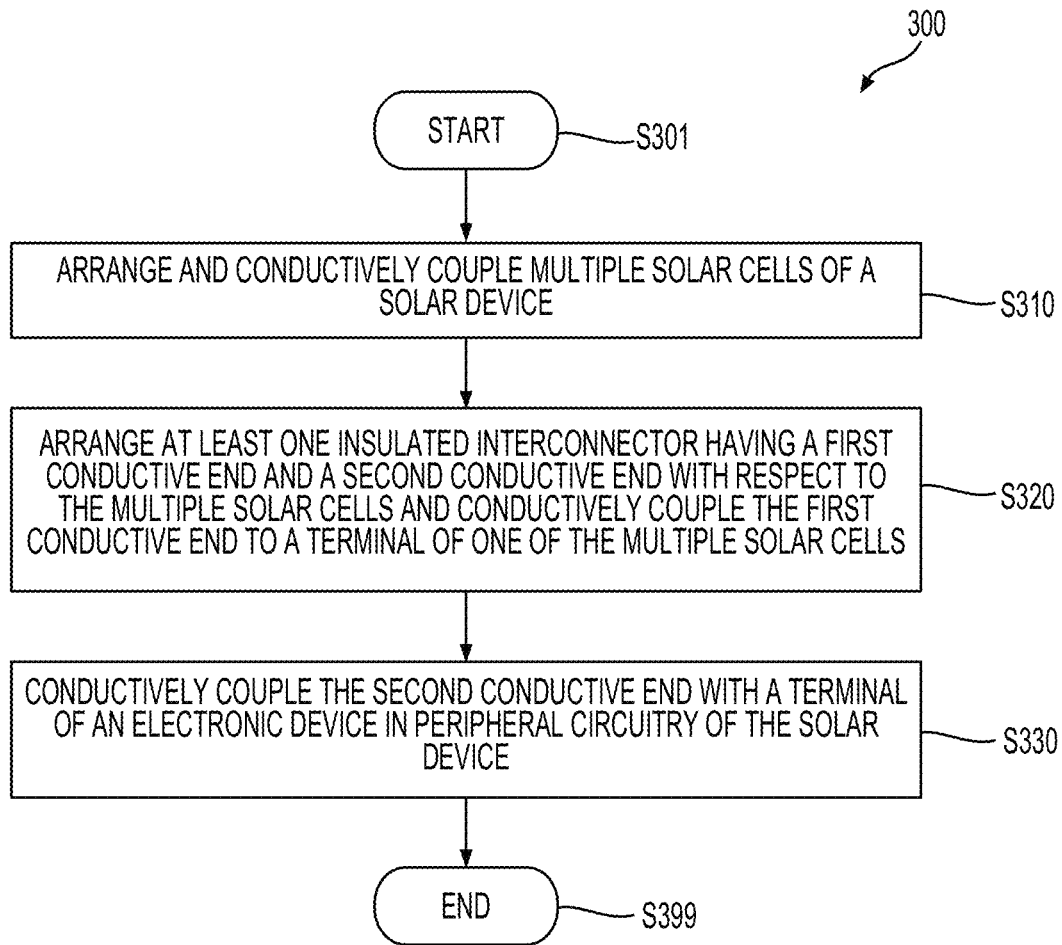 300
START
S301
ARRANGE AND CONDUCTIVELY COUPLE MULTIPLE SOLAR CELLS OF A
SOLAR DEVICE
S310
ARRANGE AT LEAST ONE INSULATED INTERCONNECTOR HAVING A FIRST
CONDUCTIVE END AND A SECOND CONDUCTIVE END WITH RESPECT TO
THE MULTIPLE SOLAR CELLS AND CONDUCTIVELY COUPLE THE FIRST
CONDUCTIVE END TO A TERMINAL OF ONE OF THE MULTIPLE SOLAR CELLS
S320
CONDUCTIVELY COUPLE THE SECOND CONDUCTIVE END WITH A TERMINAL
OF AN ELECTRONIC DEVICE IN PERIPHERAL CIRCUITRY OF THE SOLAR
DEVICE
S330
END
S399